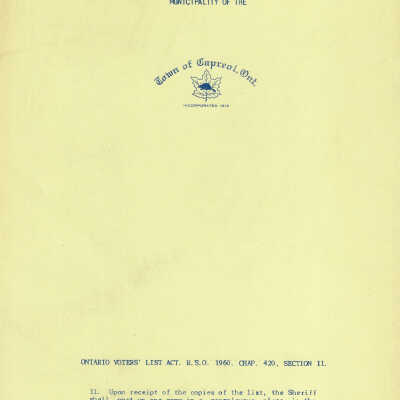 MUNICIPALITY OF THE
Town of Capreol, Ont.
INCORPORATED 1918
ONTARIO VOTERS' LIST ACT. R.S.O. 1960. CHAP. 420, SECTION 11.
11. Upon receipt of the copies of the list, the Sheriff
shall